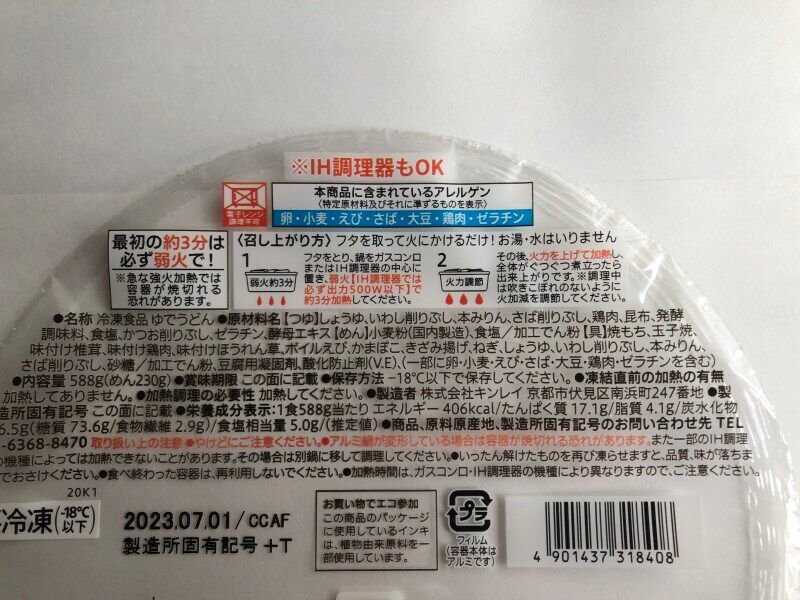 ※IH調理器もOK
電子レンジ
調理不可
本商品に含まれているアレルゲン
〈特定原材料及びそれに準ずるものを表示〉
卵・小麦・えび・さば・大豆・鶏肉・ゼラチン
最初の約3分は
必ず弱火で!
※急な強火加熱では
容器が焼切れる
恐れがあります。
〈召し上がり方〉フタを取って火にかけるだけ!お湯・水はいりません
1
弱火約3分
フタをとり、鍋をガスコンロ
またはIH調理器の中心に
置き、弱火【IH調理器では
必ず出力500W以下】で
約3分加熱してください。
2
火力調節
その後、火力を上げて加熱し、
全体がぐつぐつ煮立ったら
出来上がりです。※調理中
は吹きこぼれのないように
火加減を調節してください。
●名称 冷凍食品 ゆでうどん●原材料名【つゆ】しょうゆ、いわし削りぶし、本みりん、さば削りぶし、鶏肉、昆布、発酵
調味料、食塩、かつお削りぶし、ゼラチン、酵母エキス【めん】小麦粉(国内製造)、食塩／加工でん粉【具】焼もち、玉子焼、
味付け椎茸、味付け鶏肉、味付けほうれん草、ボイルえび、かまぼこ、きざみ揚げ、ねぎ、しょうゆ、いわし削りぶし、本みりん、
さば削りぶし、砂糖／加工でん粉、豆腐用凝固剤、酸化防止剤(V.E)、(一部に卵・小麦・えび・さば・大豆・鶏肉・ゼラチンを含む)
●内容量 588g(めん230g)●賞味期限 この面に記載●保存方法 -18℃以下で保存してください。●凍結直前の加熱の有無
加熱してありません。●加熱調理の必要性 加熱してください。●製造者 株式会社キンレイ 京都市伏見区南浜町247番地●製
造所固有記号 この面に記載●栄養成分表示:1食588g当たり エネルギー 406kcal/たんぱく質 17.1g/脂質 4.1g/炭水化物
6.5g(糖質 73.6g/食物繊維 2.9g)/食塩相当量 5.0g/(推定値)●商品、原料原産地、製造所固有記号のお問い合わせ先 TEL
-6368-8470 取り扱い上の注意 ●やけどにご注意ください。●アルミ鍋が変形している場合は容器が焼切れる恐れがあります。また一部のIH調理
の機種によっては加熱できないことがあります。その場合は別鍋に移して調理してください。●いったん解けたものを再び凍らせますと、品質、味が落ちま
でおさけください。●食べ終わった容器は、再利用しないでください。●加熱時間は、ガスコンロ・IH調理器の機種により異なりますので、ご注意ください。
20K1
冷凍(-18℃以下)
2023.07.01/CCAF
製造所固有記号 +T
お買い物でエコ参加
この商品のパッケージ
に使用しているインキ
は、植物由来原料を一
部使用しています。
プラ
フィルム
(容器本体は
アルミです)
4 901437 318408